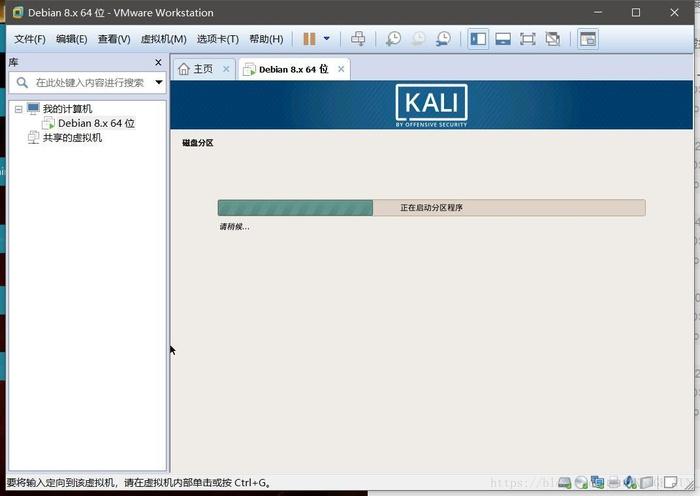 Debian 8.x 64 位 - VMware Workstation
文件(F) 编辑(E) 查看(V) 虚拟机(M) 选项卡(T) 帮助(H)
库
在此处键入内容进行搜索
主页
Debian 8.x 64 位
我的计算机
Debian 8.x 64 位
共享的虚拟机
KALI
BY OFFENSIVE SECURITY
磁盘分区
正在启动分区程序
请稍候...
要将输入定向到该虚拟机，请在虚拟机内部单击或按 Ctrl+G。